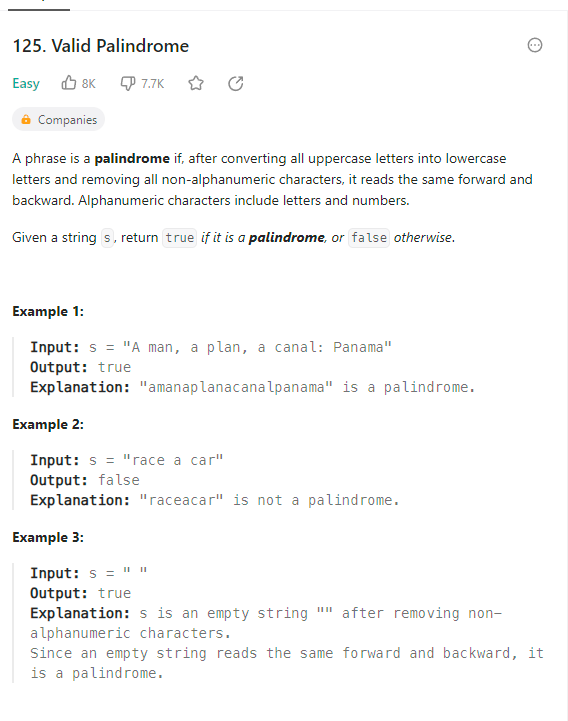 125. Valid Palindrome
Easy 8K 7.7K
Companies
A phrase is a palindrome if, after converting all uppercase letters into lowercase
letters and removing all non-alphanumeric characters, it reads the same forward and
backward. Alphanumeric characters include letters and numbers.
Given a string s, return true if it is a palindrome, or false otherwise.
Example 1:
Input: s = "A man, a plan, a canal: Panama"
Output: true
Explanation: "amanaplanacanalpanama" is a palindrome.
Example 2:
Input: s = "race a car"
Output: false
Explanation: "raceacar" is not a palindrome.
Example 3:
Input: s = " "
Output: true
Explanation: s is an empty string "" after removing non-
alphanumeric characters.
Since an empty string reads the same forward and backward, it
is a palindrome.